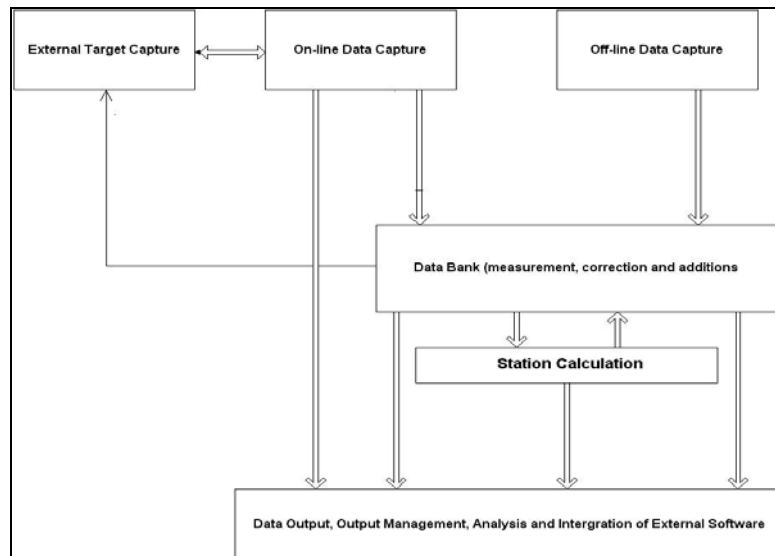 External Target Capture
On-line Data Capture
Off-line Data Capture
Data Bank (measurement, correction and additions
Station Calculation
Data Output, Output Management, Analysis and Intergration of External Software